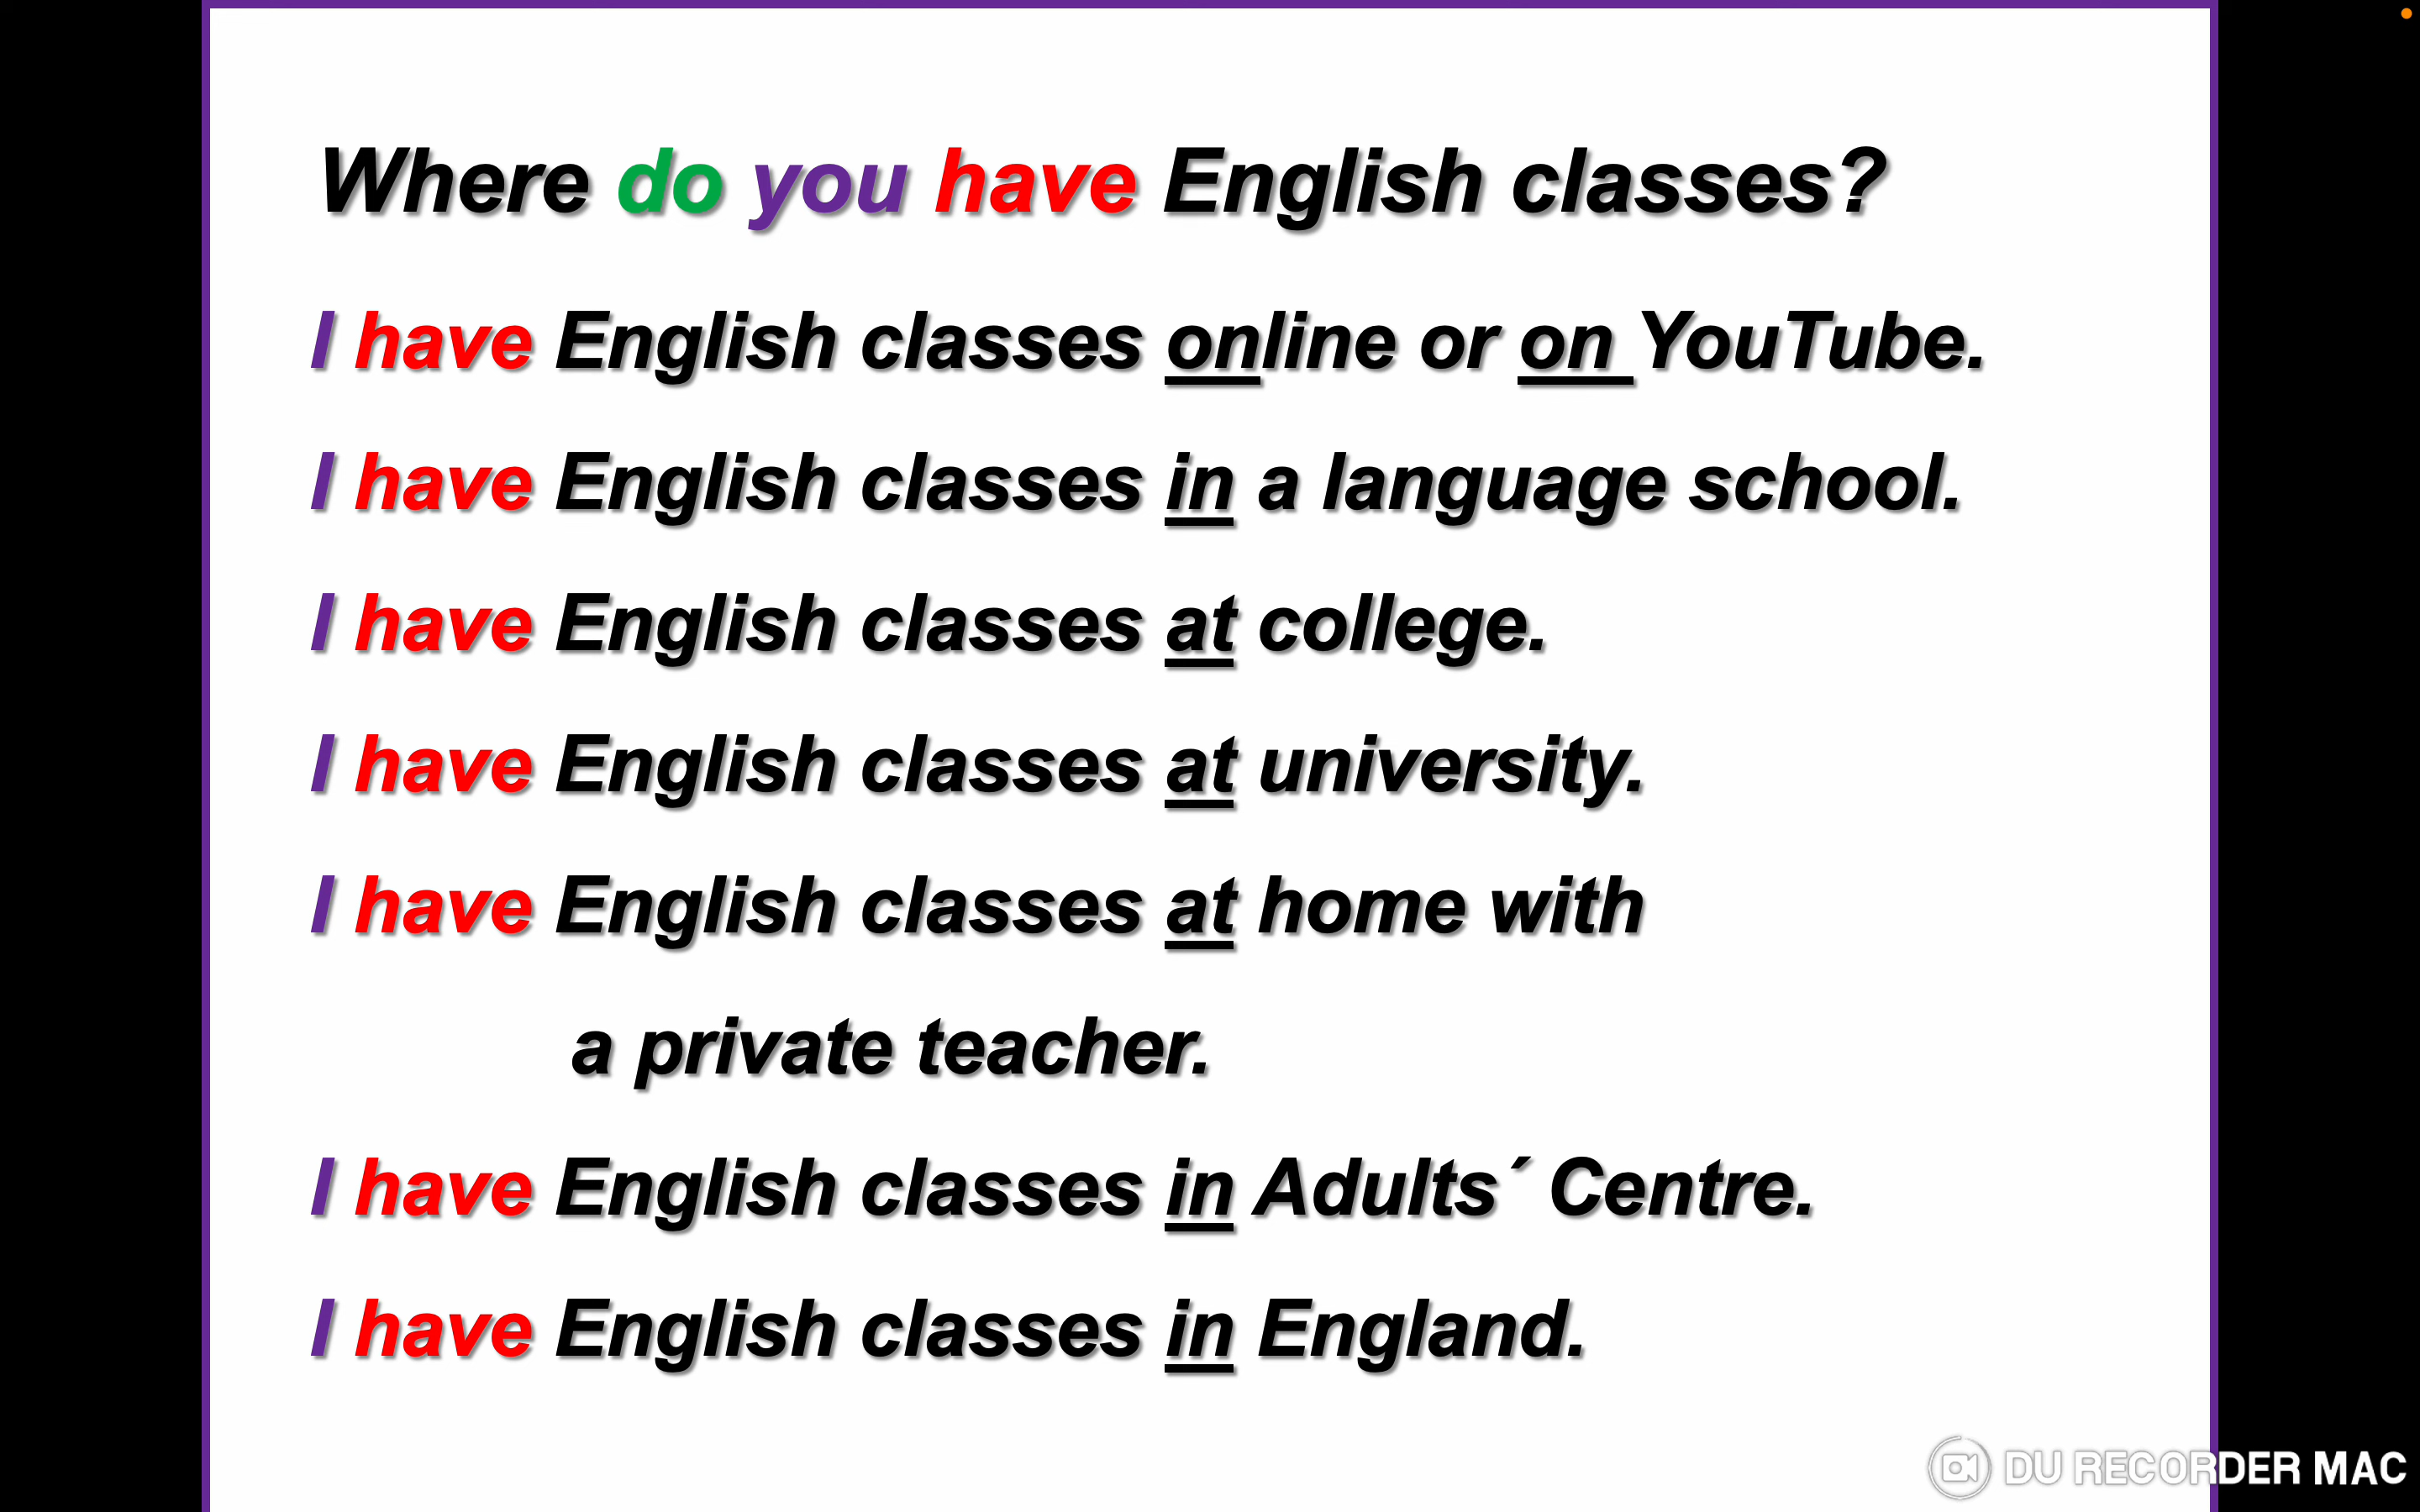 Where do you have English classes?
I have English classes online or on YouTube.
I have English classes in a language school.
I have English classes at college.
I have English classes at university.
I have English classes at home with
a private teacher.
I have English classes in Adults´ Centre.
I have English classes in England.
DU RECORDER MAC